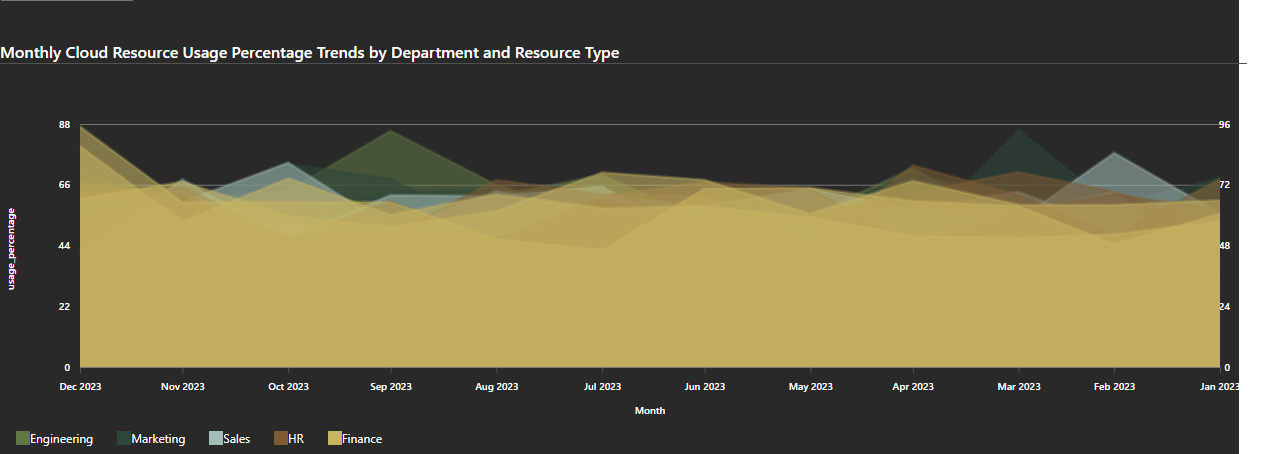 Monthly Cloud Resource Usage Percentage Trends by Department and Resource Type
88 96
66 72
44 48
22 24
0 0
usage_percentage
Dec 2023 Nov 2023 Oct 2023 Sep 2023 Aug 2023 Jul 2023 Jun 2023 May 2023 Apr 2023 Mar 2023 Feb 2023 Jan 2023
Month
Engineering Marketing Sales HR Finance